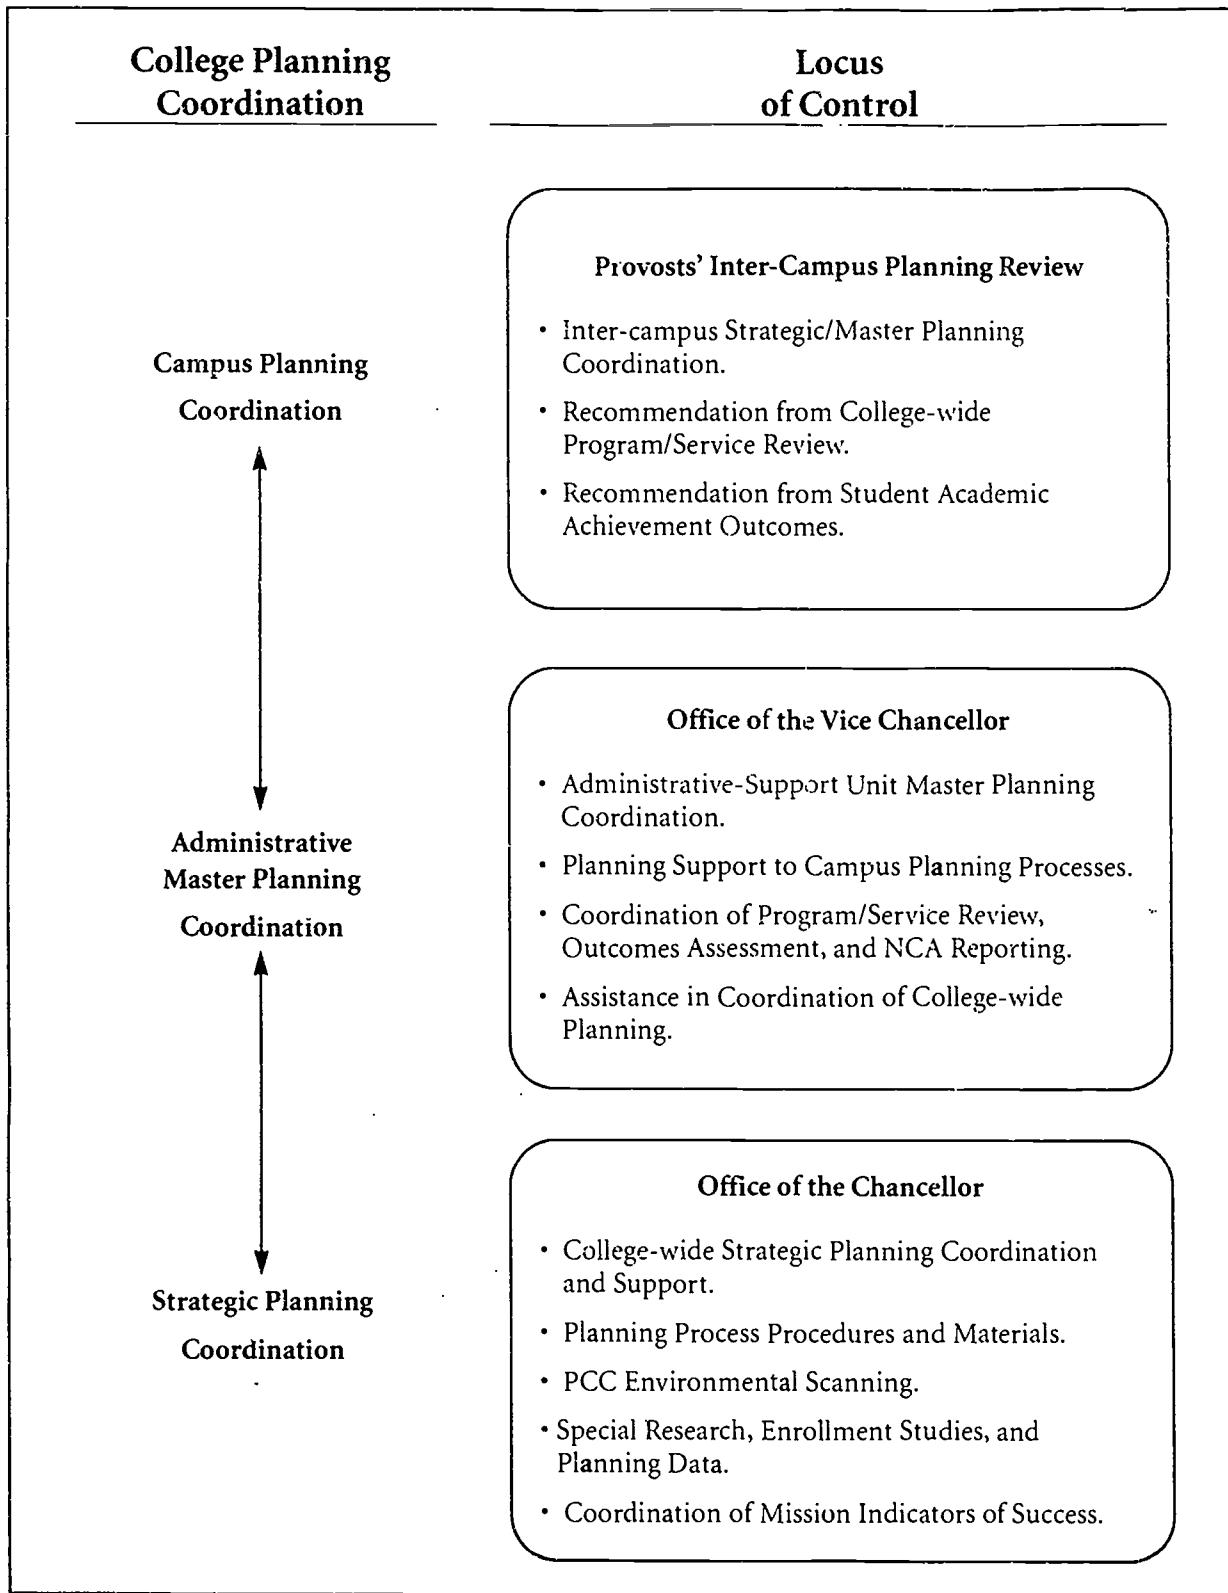 College Planning
Coordination
Locus
of Control
Campus Planning
Coordination
Provosts' Inter-Campus Planning Review
• Inter-campus Strategic/Master Planning
Coordination.
• Recommendation from College-wide
Program/Service Review.
• Recommendation from Student Academic
Achievement Outcomes.
Administrative
Master Planning
Coordination
Office of the Vice Chancellor
• Administrative-Support Unit Master Planning
Coordination.
• Planning Support to Campus Planning Processes.
• Coordination of Program/Service Review,
Outcomes Assessment, and NCA Reporting.
• Assistance in Coordination of College-wide
Planning.
Strategic Planning
Coordination
Office of the Chancellor
• College-wide Strategic Planning Coordination
and Support.
• Planning Process Procedures and Materials.
• PCC Environmental Scanning.
• Special Research, Enrollment Studies, and
Planning Data.
• Coordination of Mission Indicators of Success.